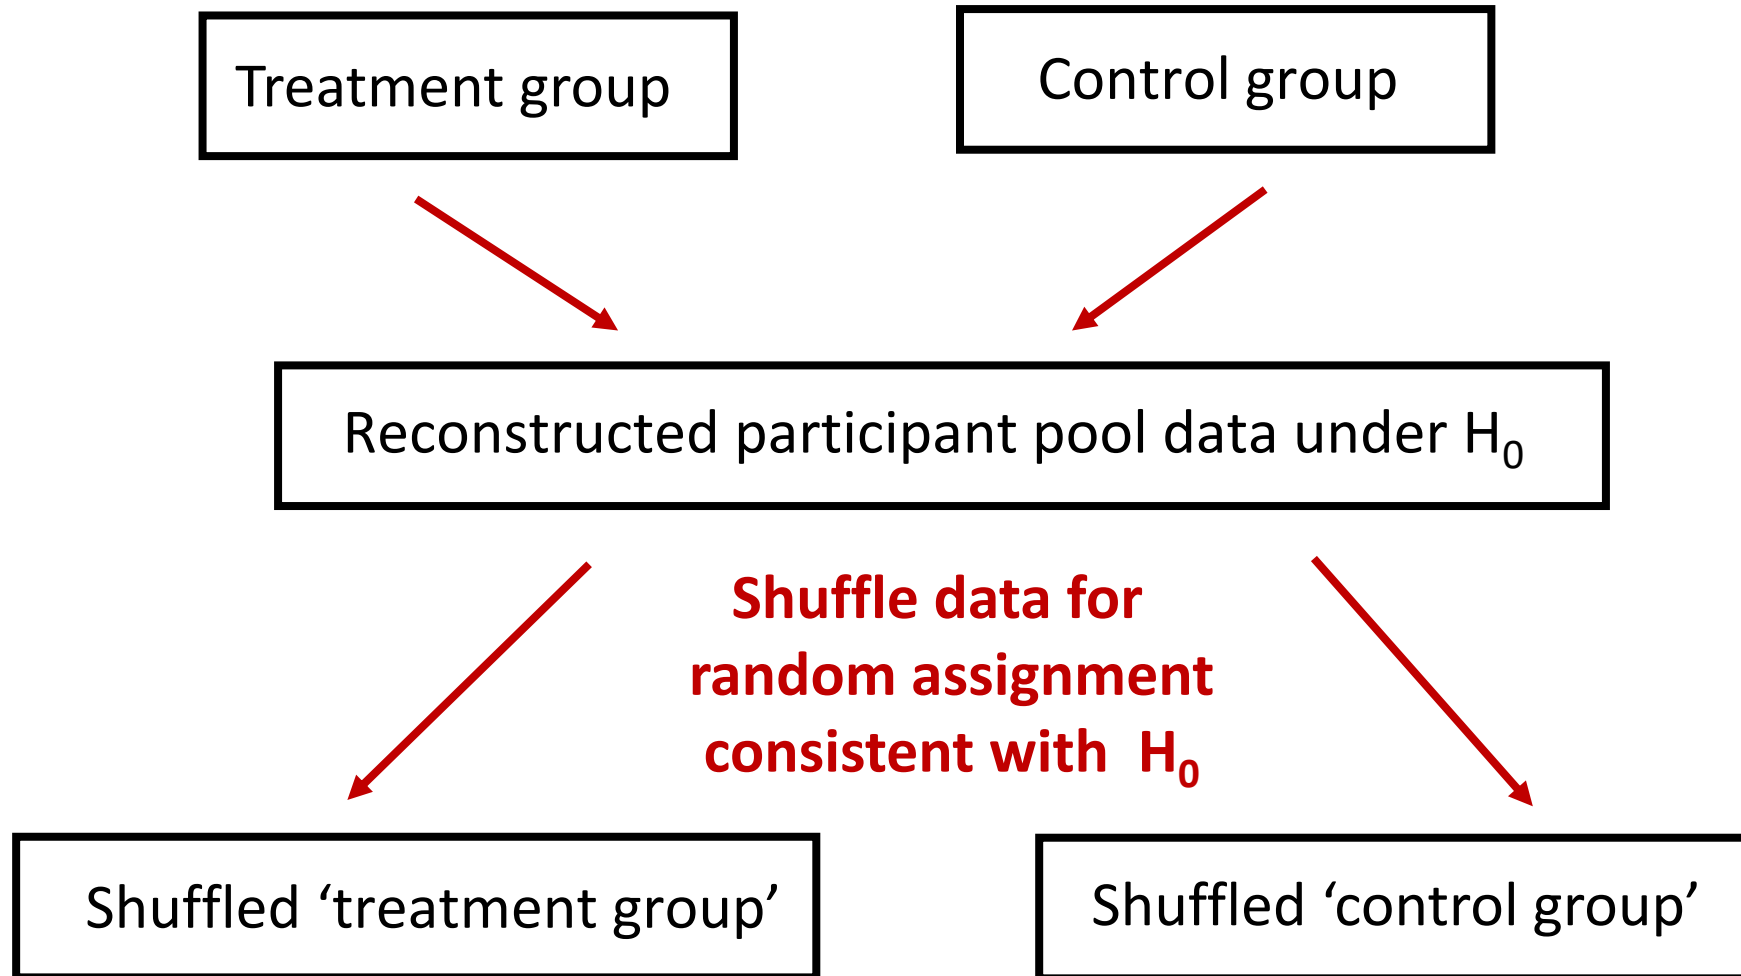 Treatment group
Control group
Reconstructed participant pool data under H₀
Shuffle data for
random assignment
consistent with H₀
Shuffled ‘treatment group’
Shuffled ‘control group’